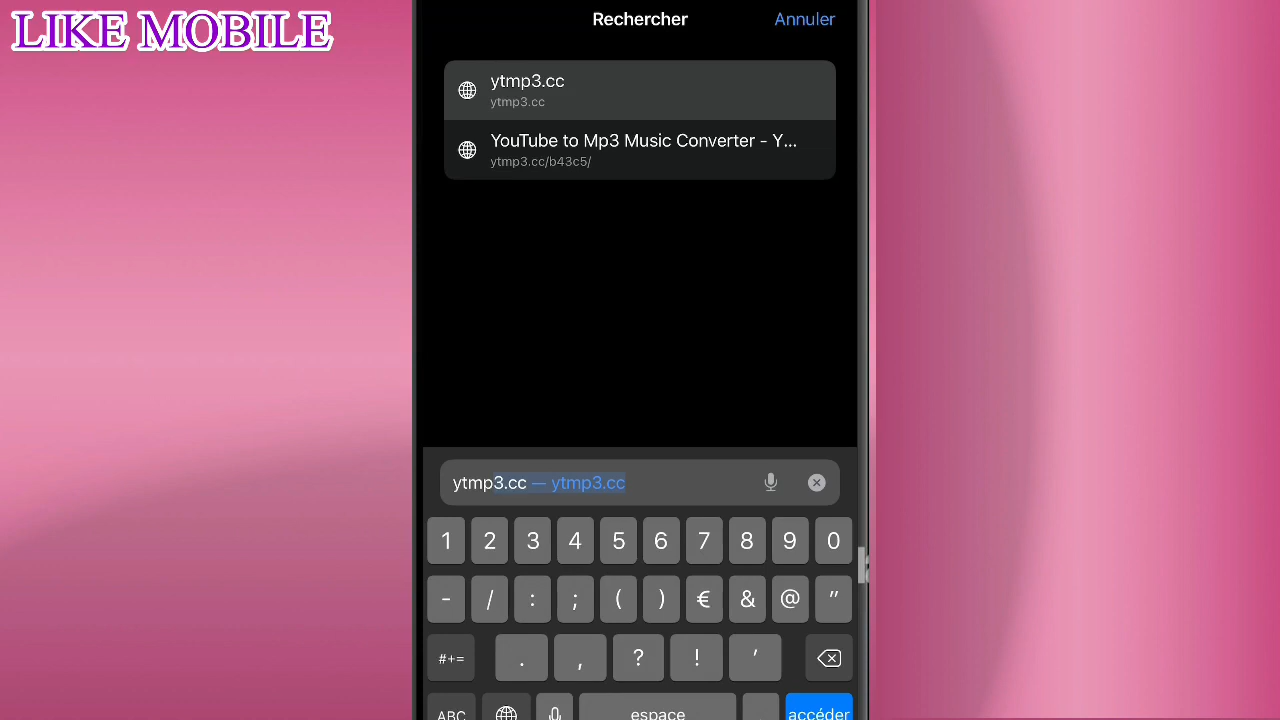 LIKE MOBILE
Rechercher
Annuler
ytmp3.cc
ytmp3.cc
YouTube to Mp3 Music Converter - Y...
ytmp3.cc/b43c5/
ytmp3.cc — ytmp3.cc
1 2 3 4 5 6 7 8 9 0
- / : ; ( ) € & @ "
#+= . , ? ! '
ABC espace . accéder